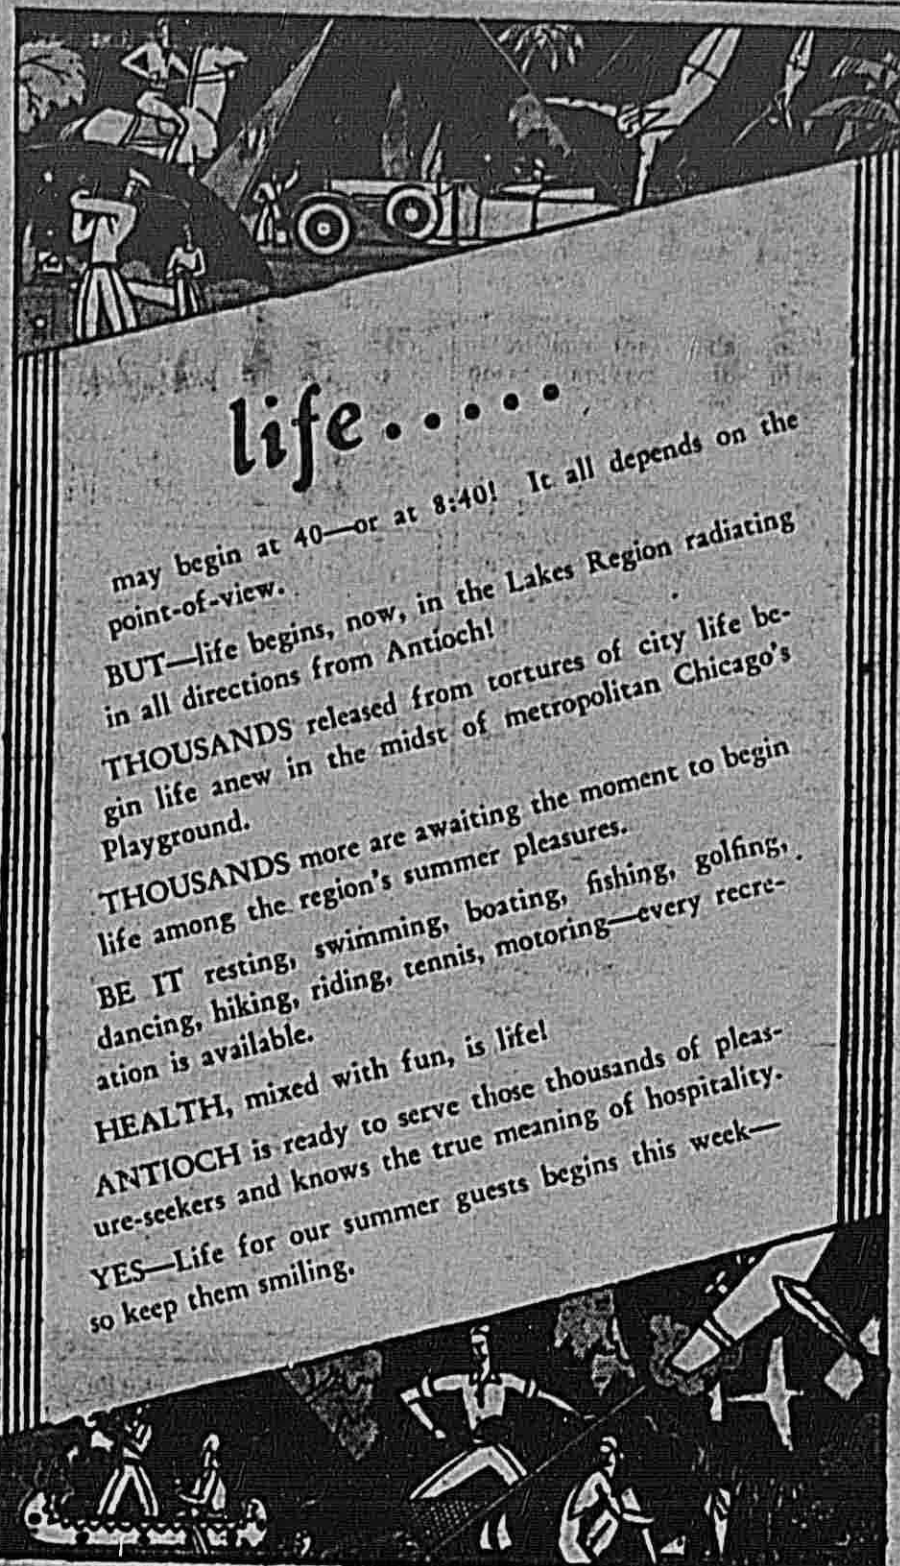 life.....
may begin at 40—or at 8:40! It all depends on the
point-of-view.
BUT—life begins, now, in the Lakes Region radiating
in all directions from Antioch!
THOUSANDS released from tortures of city life be-
gin life anew in the midst of metropolitan Chicago's
Playground.
THOUSANDS more are awaiting the moment to begin
life among the region's summer pleasures.
BE IT resting, swimming, boating, fishing, golfing,
dancing, hiking, riding, tennis, motoring—every recre-
ation is available.
HEALTH, mixed with fun, is life!
ANTIOCH is ready to serve those thousands of pleas-
ure-seekers and knows the true meaning of hospitality.
YES—Life for our summer guests begins this week—
so keep them smiling.